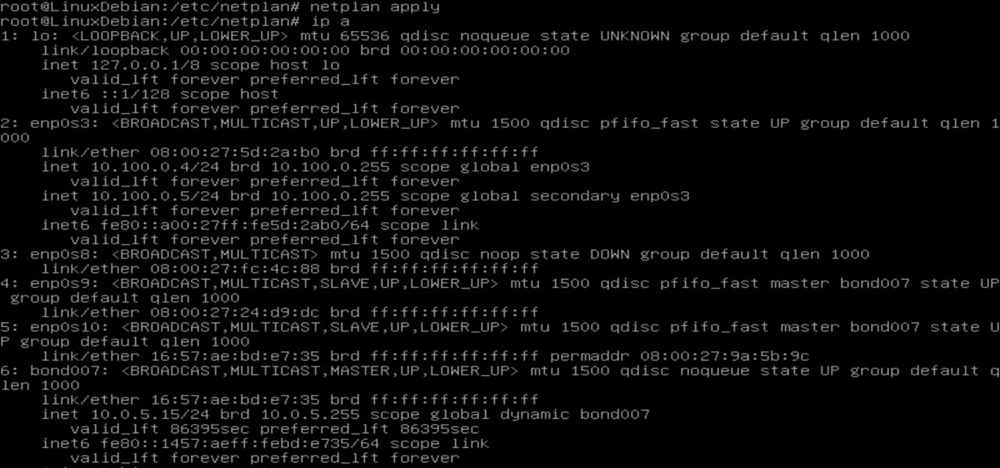 root@LinuxDebian:/etc/netplan# netplan apply
root@LinuxDebian:/etc/netplan# ip a
1: lo: <LOOPBACK,UP,LOWER_UP> mtu 65536 qdisc noqueue state UNKNOWN group default qlen 1000
    link/loopback 00:00:00:00:00:00 brd 00:00:00:00:00:00
    inet 127.0.0.1/8 scope host lo
       valid_lft forever preferred_lft forever
    inet6 ::1/128 scope host
       valid_lft forever preferred_lft forever
2: enp0s3: <BROADCAST,MULTICAST,UP,LOWER_UP> mtu 1500 qdisc pfifo_fast state UP group default qlen 1
000
    link/ether 08:00:27:5d:2a:b0 brd ff:ff:ff:ff:ff:ff
    inet 10.100.0.4/24 brd 10.100.0.255 scope global enp0s3
       valid_lft forever preferred_lft forever
    inet 10.100.0.5/24 brd 10.100.0.255 scope global secondary enp0s3
       valid_lft forever preferred_lft forever
    inet6 fe80::a00:27ff:fe5d:2ab0/64 scope link
       valid_lft forever preferred_lft forever
3: enp0s8: <BROADCAST,MULTICAST> mtu 1500 qdisc noop state DOWN group default qlen 1000
    link/ether 08:00:27:fc:4c:88 brd ff:ff:ff:ff:ff:ff
4: enp0s9: <BROADCAST,MULTICAST,SLAVE,UP,LOWER_UP> mtu 1500 qdisc pfifo_fast master bond007 state UP
 group default qlen 1000
    link/ether 08:00:27:24:d9:dc brd ff:ff:ff:ff:ff:ff
5: enp0s10: <BROADCAST,MULTICAST,SLAVE,UP,LOWER_UP> mtu 1500 qdisc pfifo_fast master bond007 state U
P group default qlen 1000
    link/ether 16:57:ae:bd:e7:35 brd ff:ff:ff:ff:ff:ff permaddr 08:00:27:9a:5b:9c
6: bond007: <BROADCAST,MULTICAST,MASTER,UP,LOWER_UP> mtu 1500 qdisc noqueue state UP group default q
len 1000
    link/ether 16:57:ae:bd:e7:35 brd ff:ff:ff:ff:ff:ff
    inet 10.0.5.15/24 brd 10.0.5.255 scope global dynamic bond007
       valid_lft 86395sec preferred_lft 86395sec
    inet6 fe80::1457:aeff:febd:e735/64 scope link
       valid_lft forever preferred_lft forever